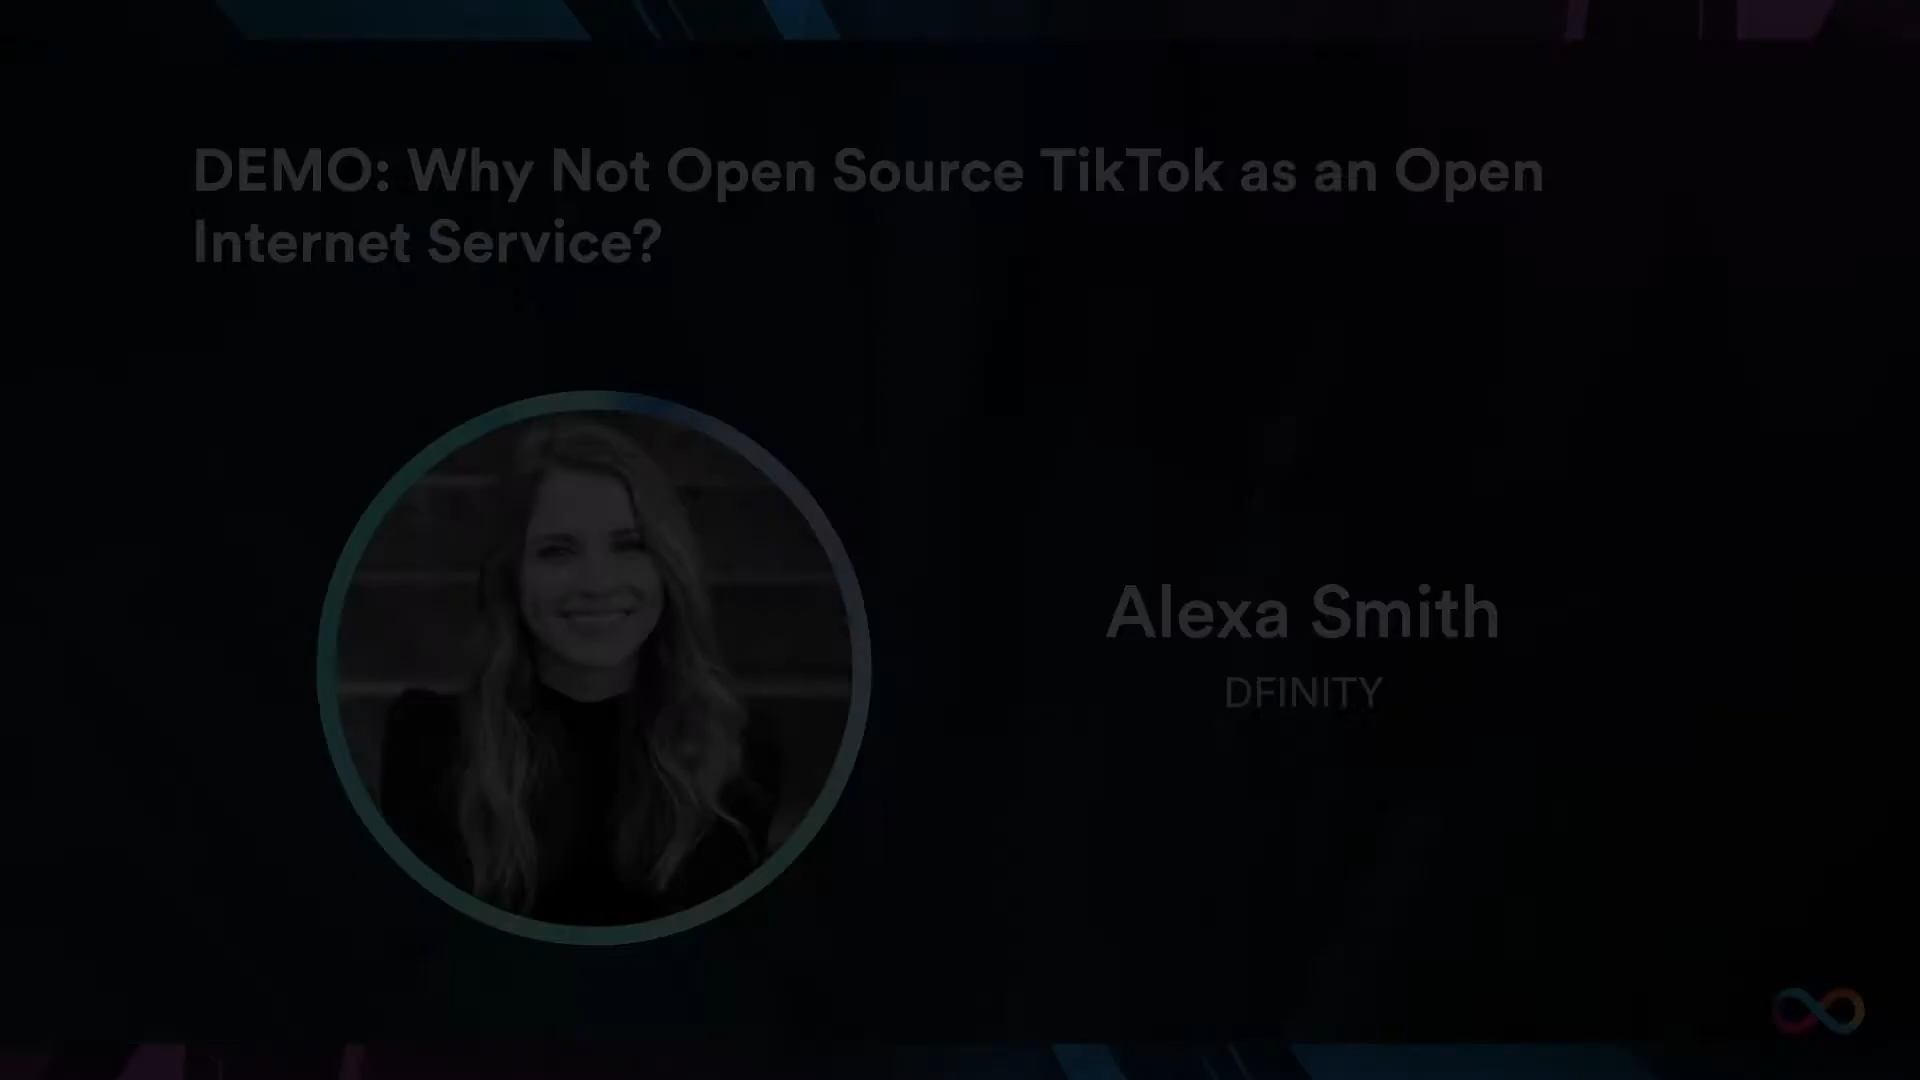 DEMO: Why Not Open Source TikTok as an Open
Internet Service?
Alexa Smith
DFINITY